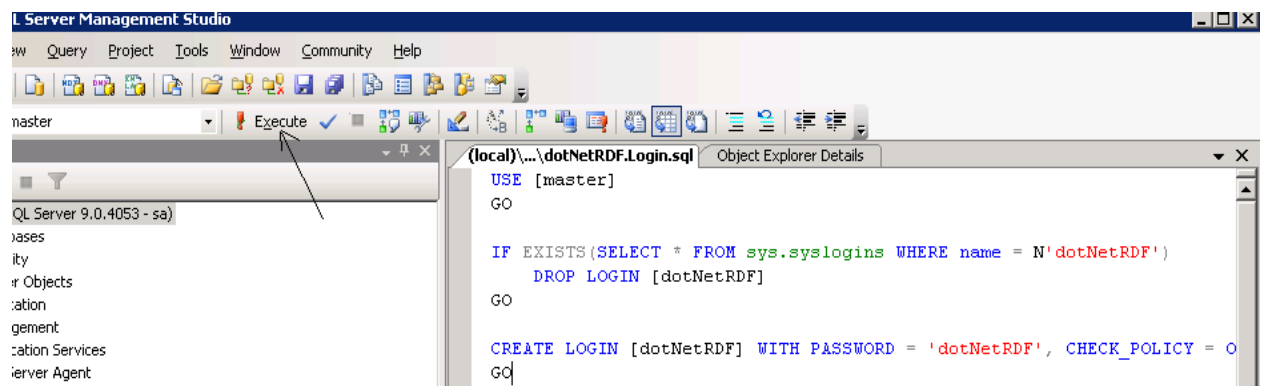 L Server Management Studio
ew Query Project Tools Window Community Help
master Execute
(local)\...\dotNetRDF.Login.sql Object Explorer Details
USE [master]
GO
QL Server 9.0.4053 - sa)
bases
ity
r Objects
cation
gement
cation Services
Server Agent
IF EXISTS(SELECT * FROM sys.syslogins WHERE name = N'dotNetRDF')
DROP LOGIN [dotNetRDF]
GO
CREATE LOGIN [dotNetRDF] WITH PASSWORD = 'dotNetRDF', CHECK_POLICY = O
GO